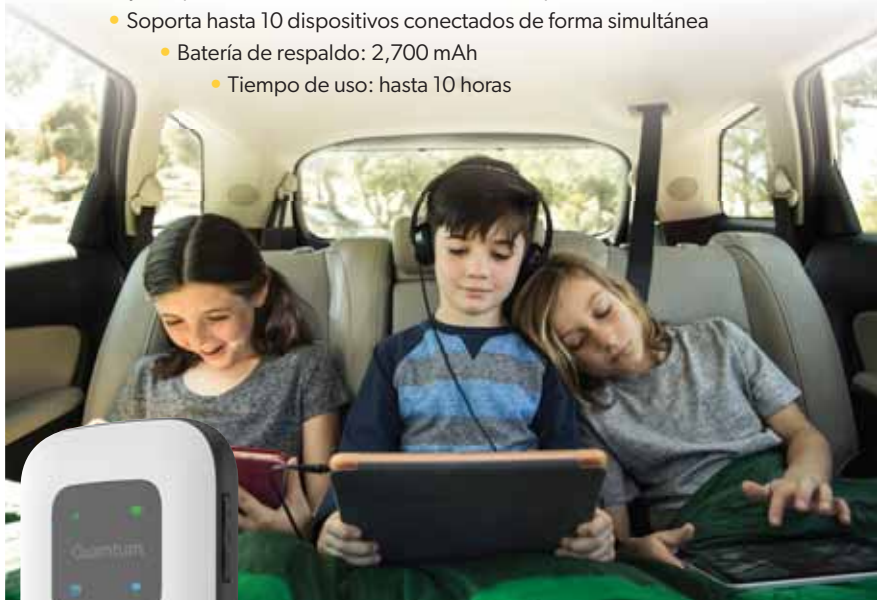 • Soporta hasta 10 dispositivos conectados de forma simultánea
• Batería de respaldo: 2,700 mAh
• Tiempo de uso: hasta 10 horas
Quantum